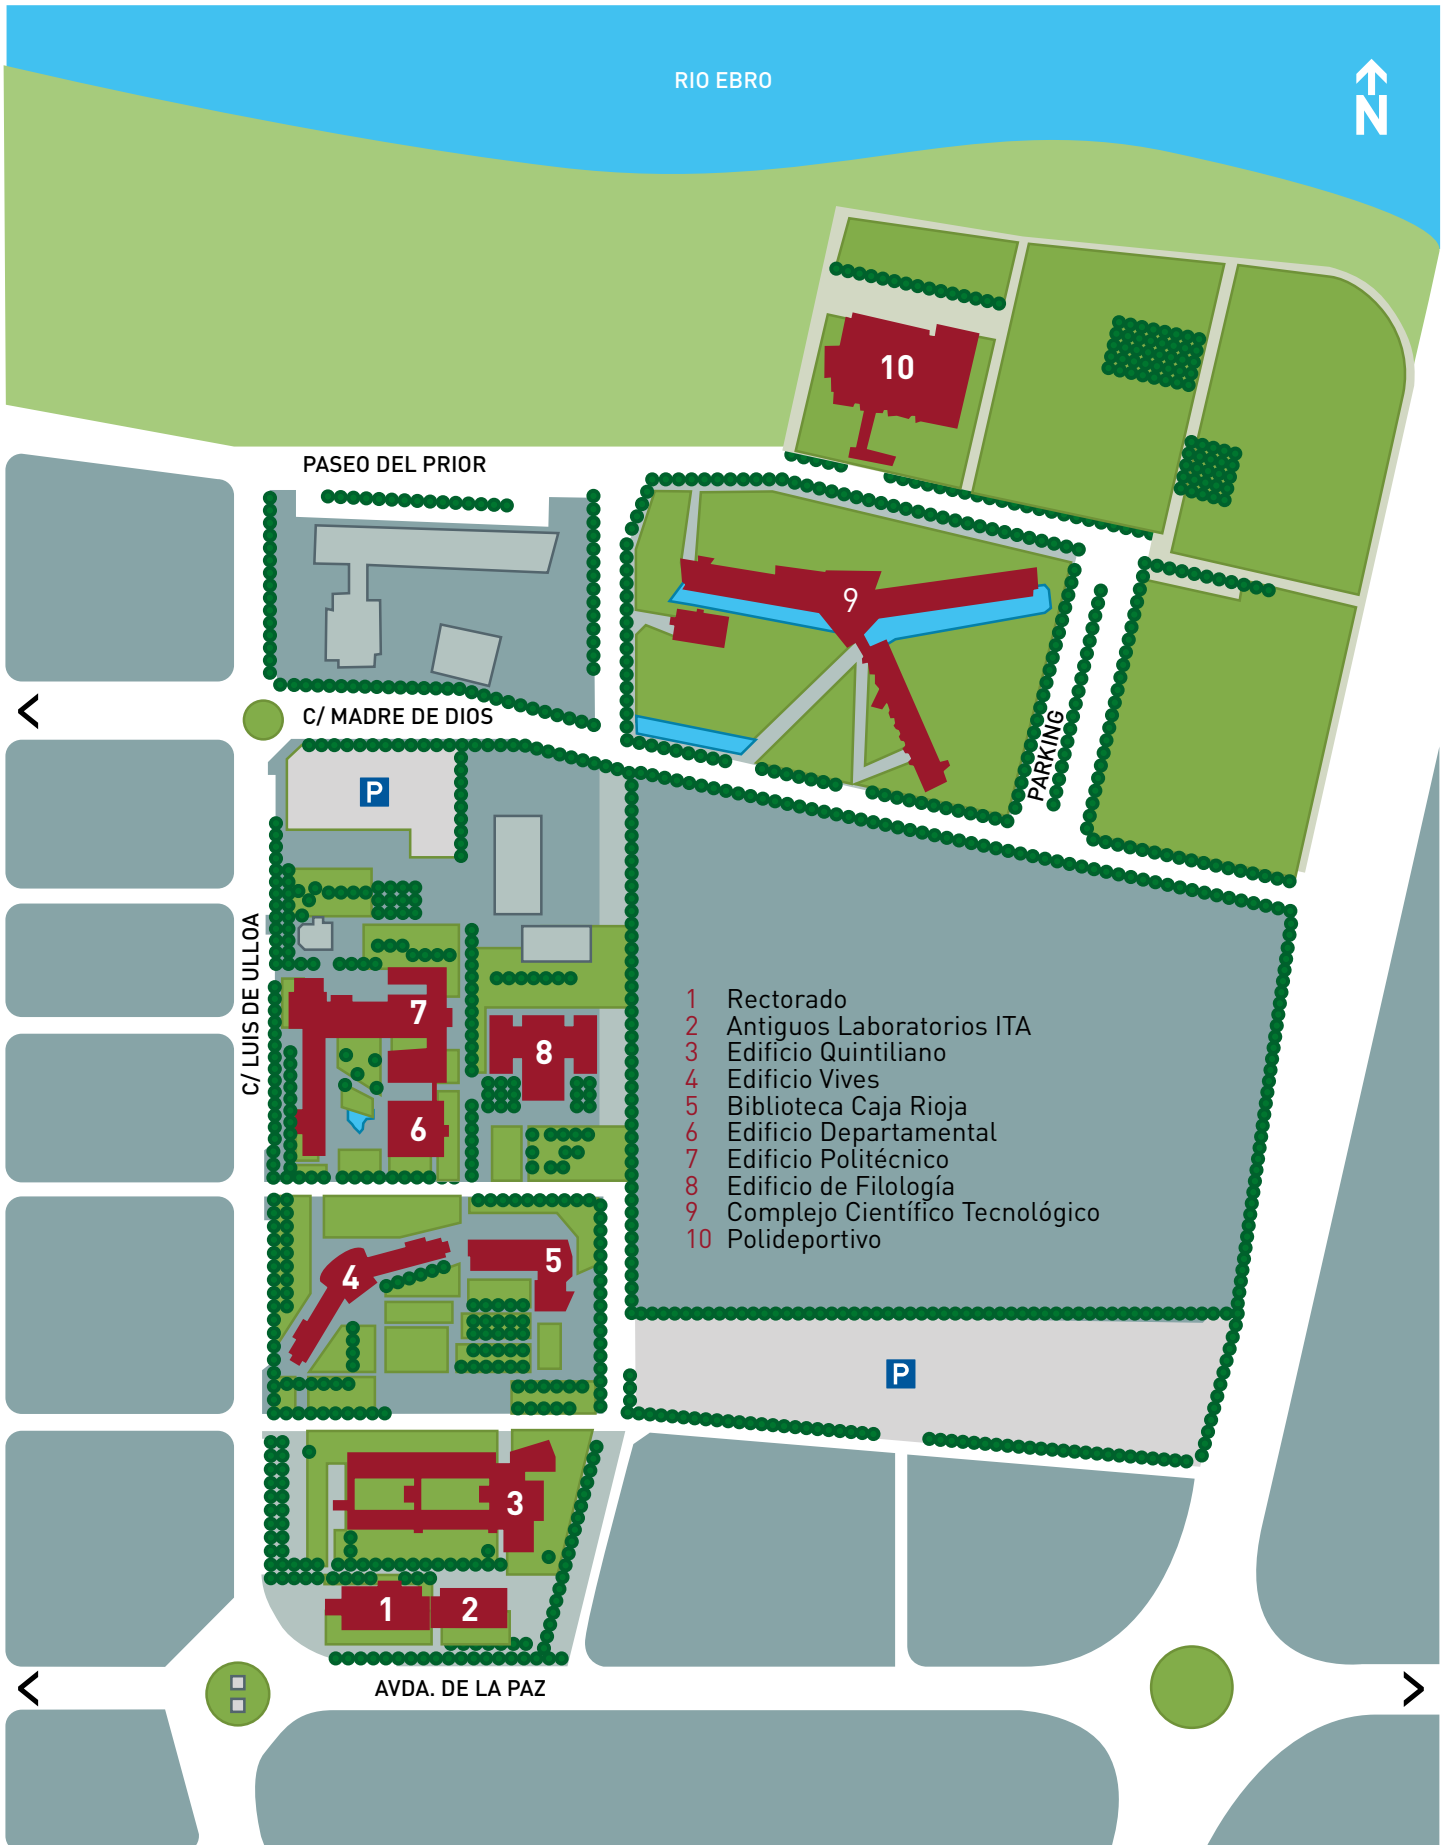 RIO EBRO
N
10
PASEO DEL PRIOR
9
C/ MADRE DE DIOS
PARKING
P
C/ LUIS DE ULLOA
7
8
6
1 Rectorado
2 Antiguos Laboratorios ITA
3 Edificio Quintiliano
4 Edificio Vives
5 Biblioteca Caja Rioja
6 Edificio Departamental
7 Edificio Politécnico
8 Edificio de Filología
9 Complejo Científico Tecnológico
10 Polideportivo
5
4
P
3
1
2
AVDA. DE LA PAZ